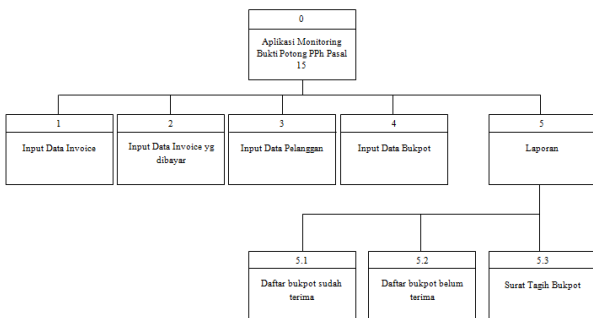 0
Aplikasi Monitoring
Bukti Potong PPh Pasal
15
1
Input Data Invoice
2
Input Data Invoice yg
dibayar
3
Input Data Pelanggan
4
Input Data Bukpot
5
Laporan
5.1
Daftar bukpot sudah
terima
5.2
Daftar bukpot belum
terima
5.3
Surat Tagih Bukpot